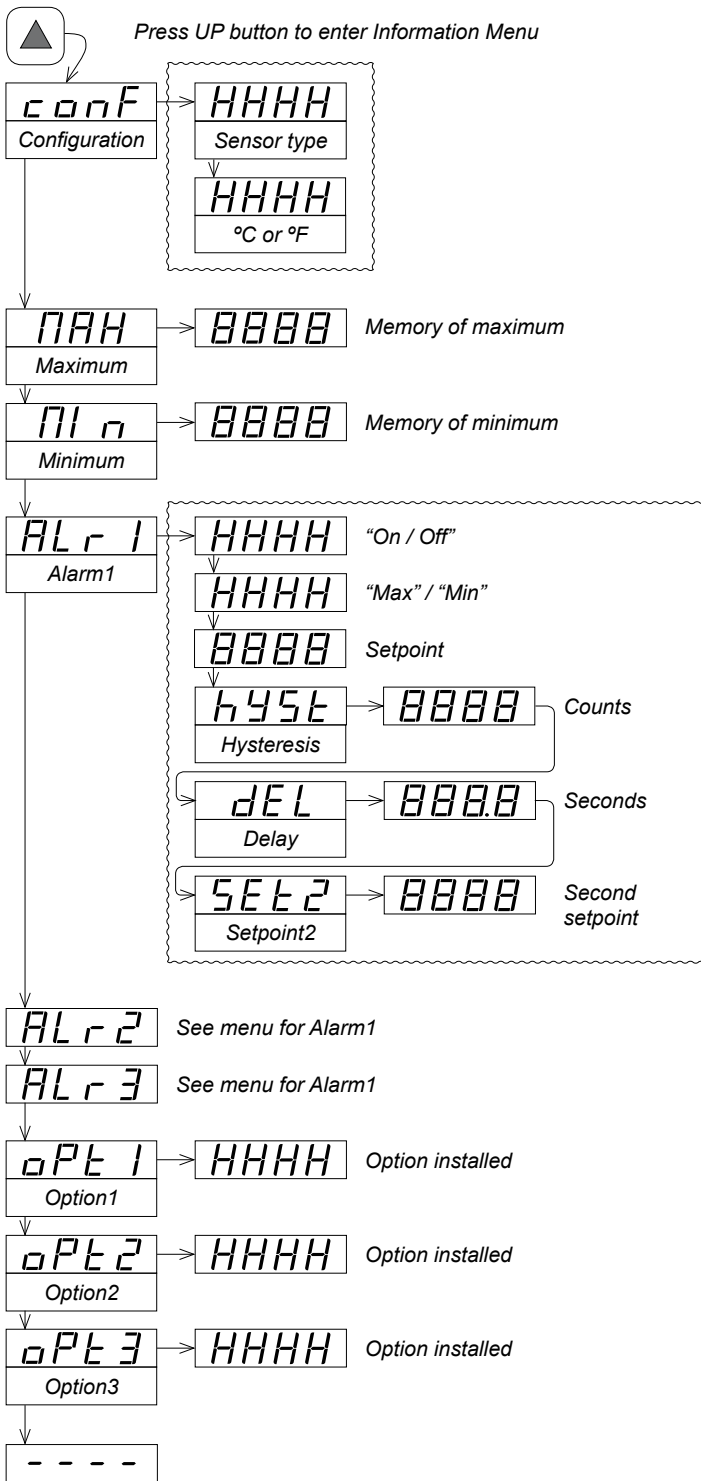 Press UP button to enter Information Menu
conF
HHHH
Configuration
Sensor type
HHHH
ºC or ºF
MAH
8888
Memory of maximum
Maximum
MI n
8888
Memory of minimum
Minimum
ALr1
HHHH
“On / Off”
Alarm1
HHHH
“Max” / “Min”
8888
Setpoint
hYSt
8888
Counts
Hysteresis
dEL
888.8
Seconds
Delay
SEt2
8888
Second
setpoint
Setpoint2
ALr2
See menu for Alarm1
ALr3
See menu for Alarm1
oPt1
HHHH
Option installed
Option1
oPt2
HHHH
Option installed
Option2
oPt3
HHHH
Option installed
Option3
- - - -